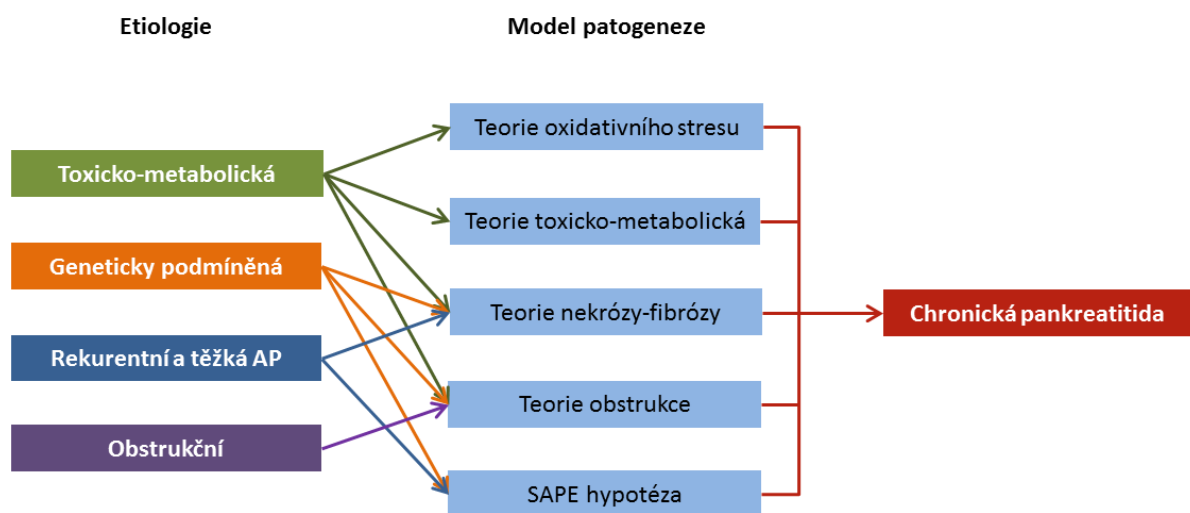 Etiologie
Model patogeneze
Toxicko-metabolická
Geneticky podmíněná
Rekurentní a těžká AP
Obstrukční
Teorie oxidativního stresu
Teorie toxicko-metabolická
Teorie nekrózy-fibrózy
Teorie obstrukce
SAPE hypotéza
Chronická pankreatitida